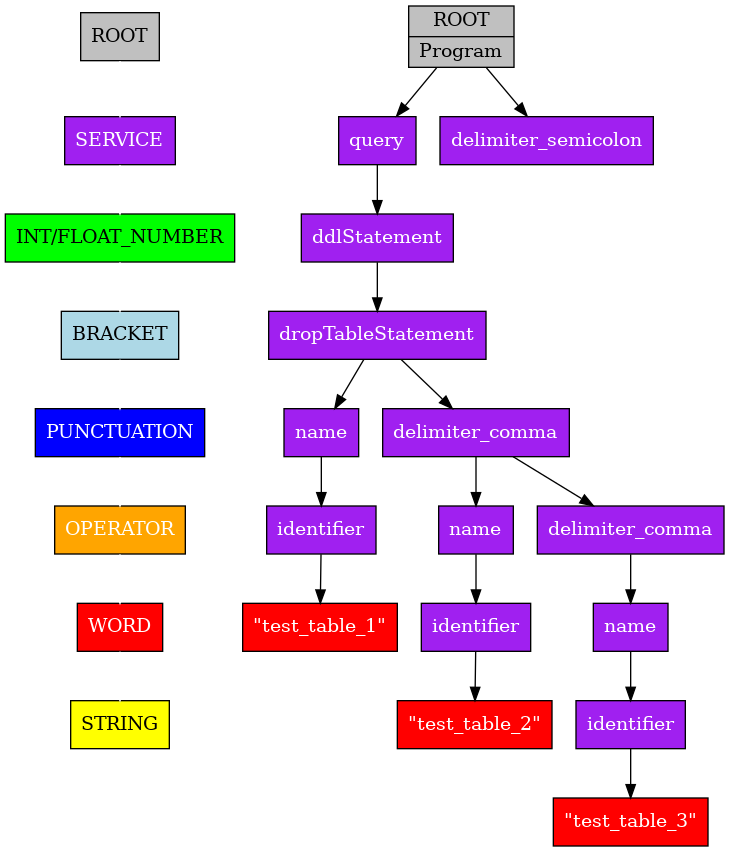 ROOT
ROOT
Program
SERVICE
query
delimiter_semicolon
INT/FLOAT_NUMBER
ddlStatement
BRACKET
dropTableStatement
PUNCTUATION
name
delimiter_comma
OPERATOR
identifier
name
delimiter_comma
WORD
"test_table_1"
identifier
name
STRING
"test_table_2"
identifier
"test_table_3"